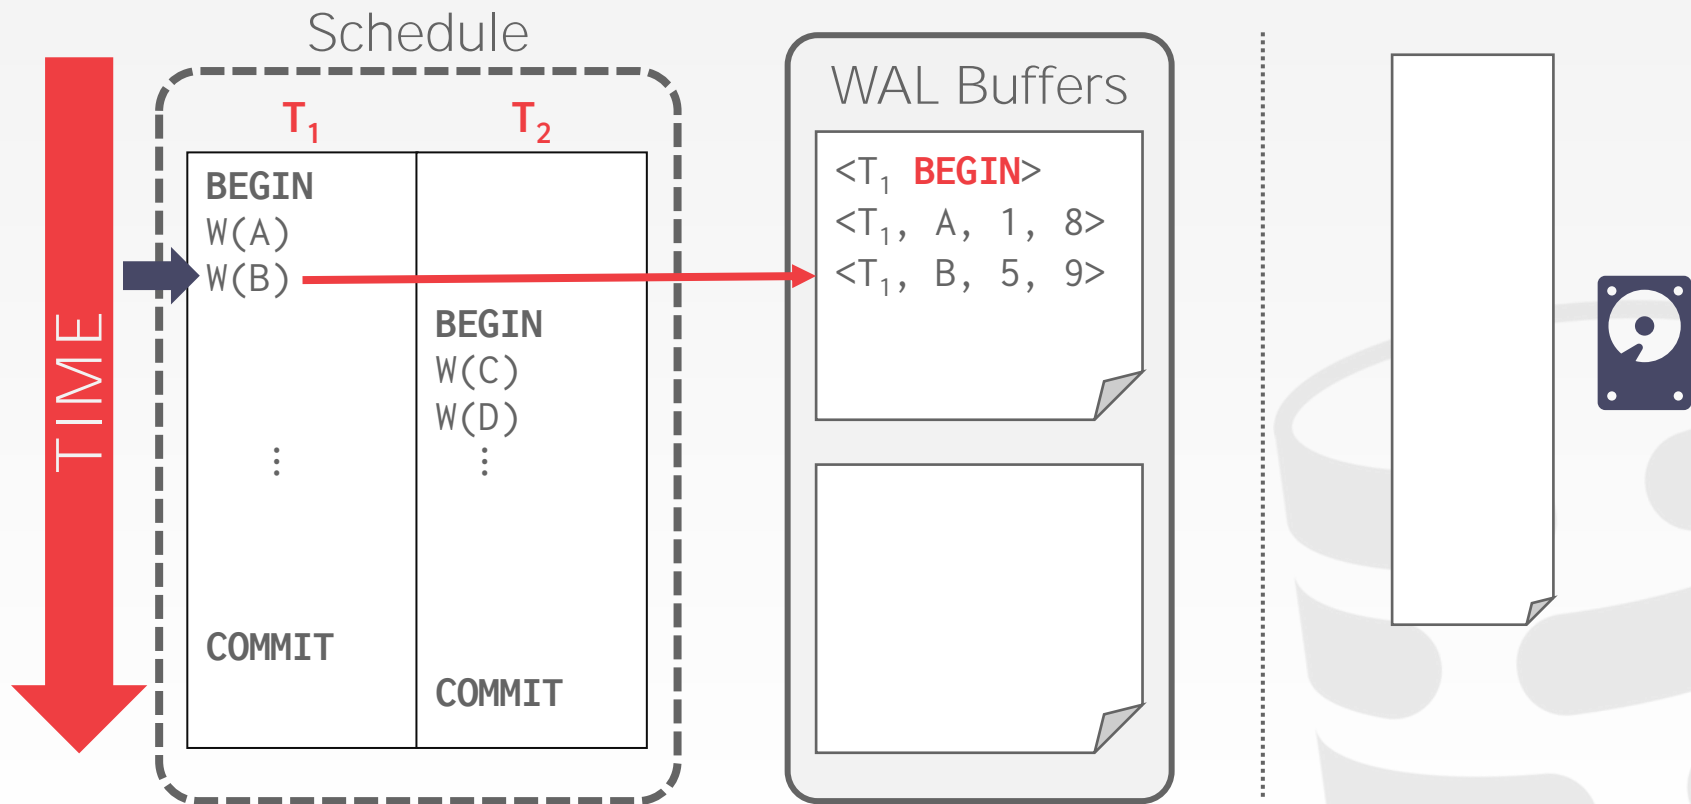 Schedule
TIME
T₁ T₂
BEGIN
W(A)
W(B)
⋮
COMMIT
BEGIN
W(C)
W(D)
⋮
COMMIT
WAL Buffers
<T₁ BEGIN>
<T₁, A, 1, 8>
<T₁, B, 5, 9>